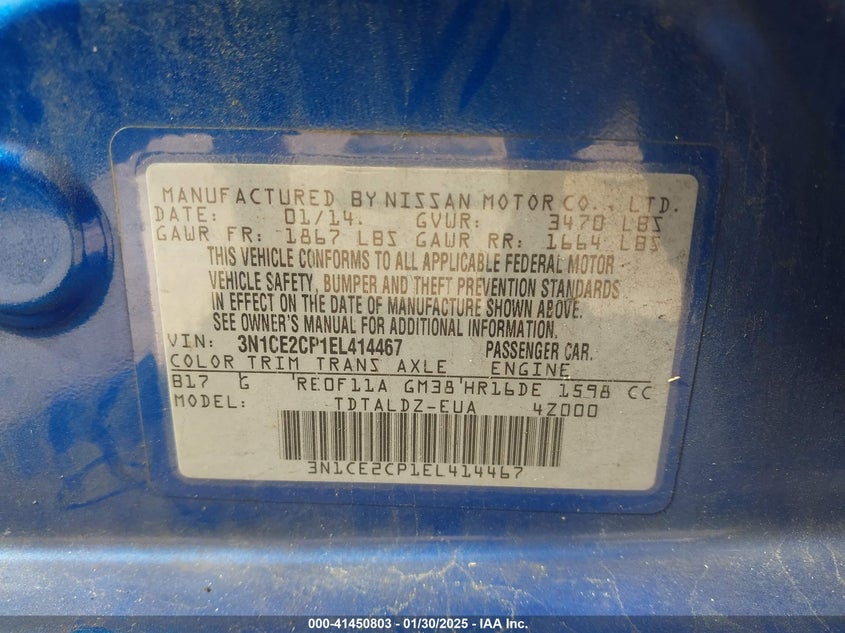 MANUFACTURED BY NISSAN MOTOR CO., LTD.
DATE: 01/14. GVWR: 3470 LBS
GAWR FR: 1867 LBS GAWR RR: 1664 LBS
THIS VEHICLE CONFORMS TO ALL APPLICABLE FEDERAL MOTOR
VEHICLE SAFETY, BUMPER AND THEFT PREVENTION STANDARDS
IN EFFECT ON THE DATE OF MANUFACTURE SHOWN ABOVE.
SEE OWNER'S MANUAL FOR ADDITIONAL INFORMATION.
VIN: 3N1CE2CP1EL414467 PASSENGER CAR.
COLOR TRIM TRANS AXLE ENGINE
B17 G RE0F11A GM38 HR16DE 1598 CC
MODEL: TDTALDZ-EUA 4Z000
3N1CE2CP1EL414467
000-41450803 - 01/30/2025 - IAA Inc.